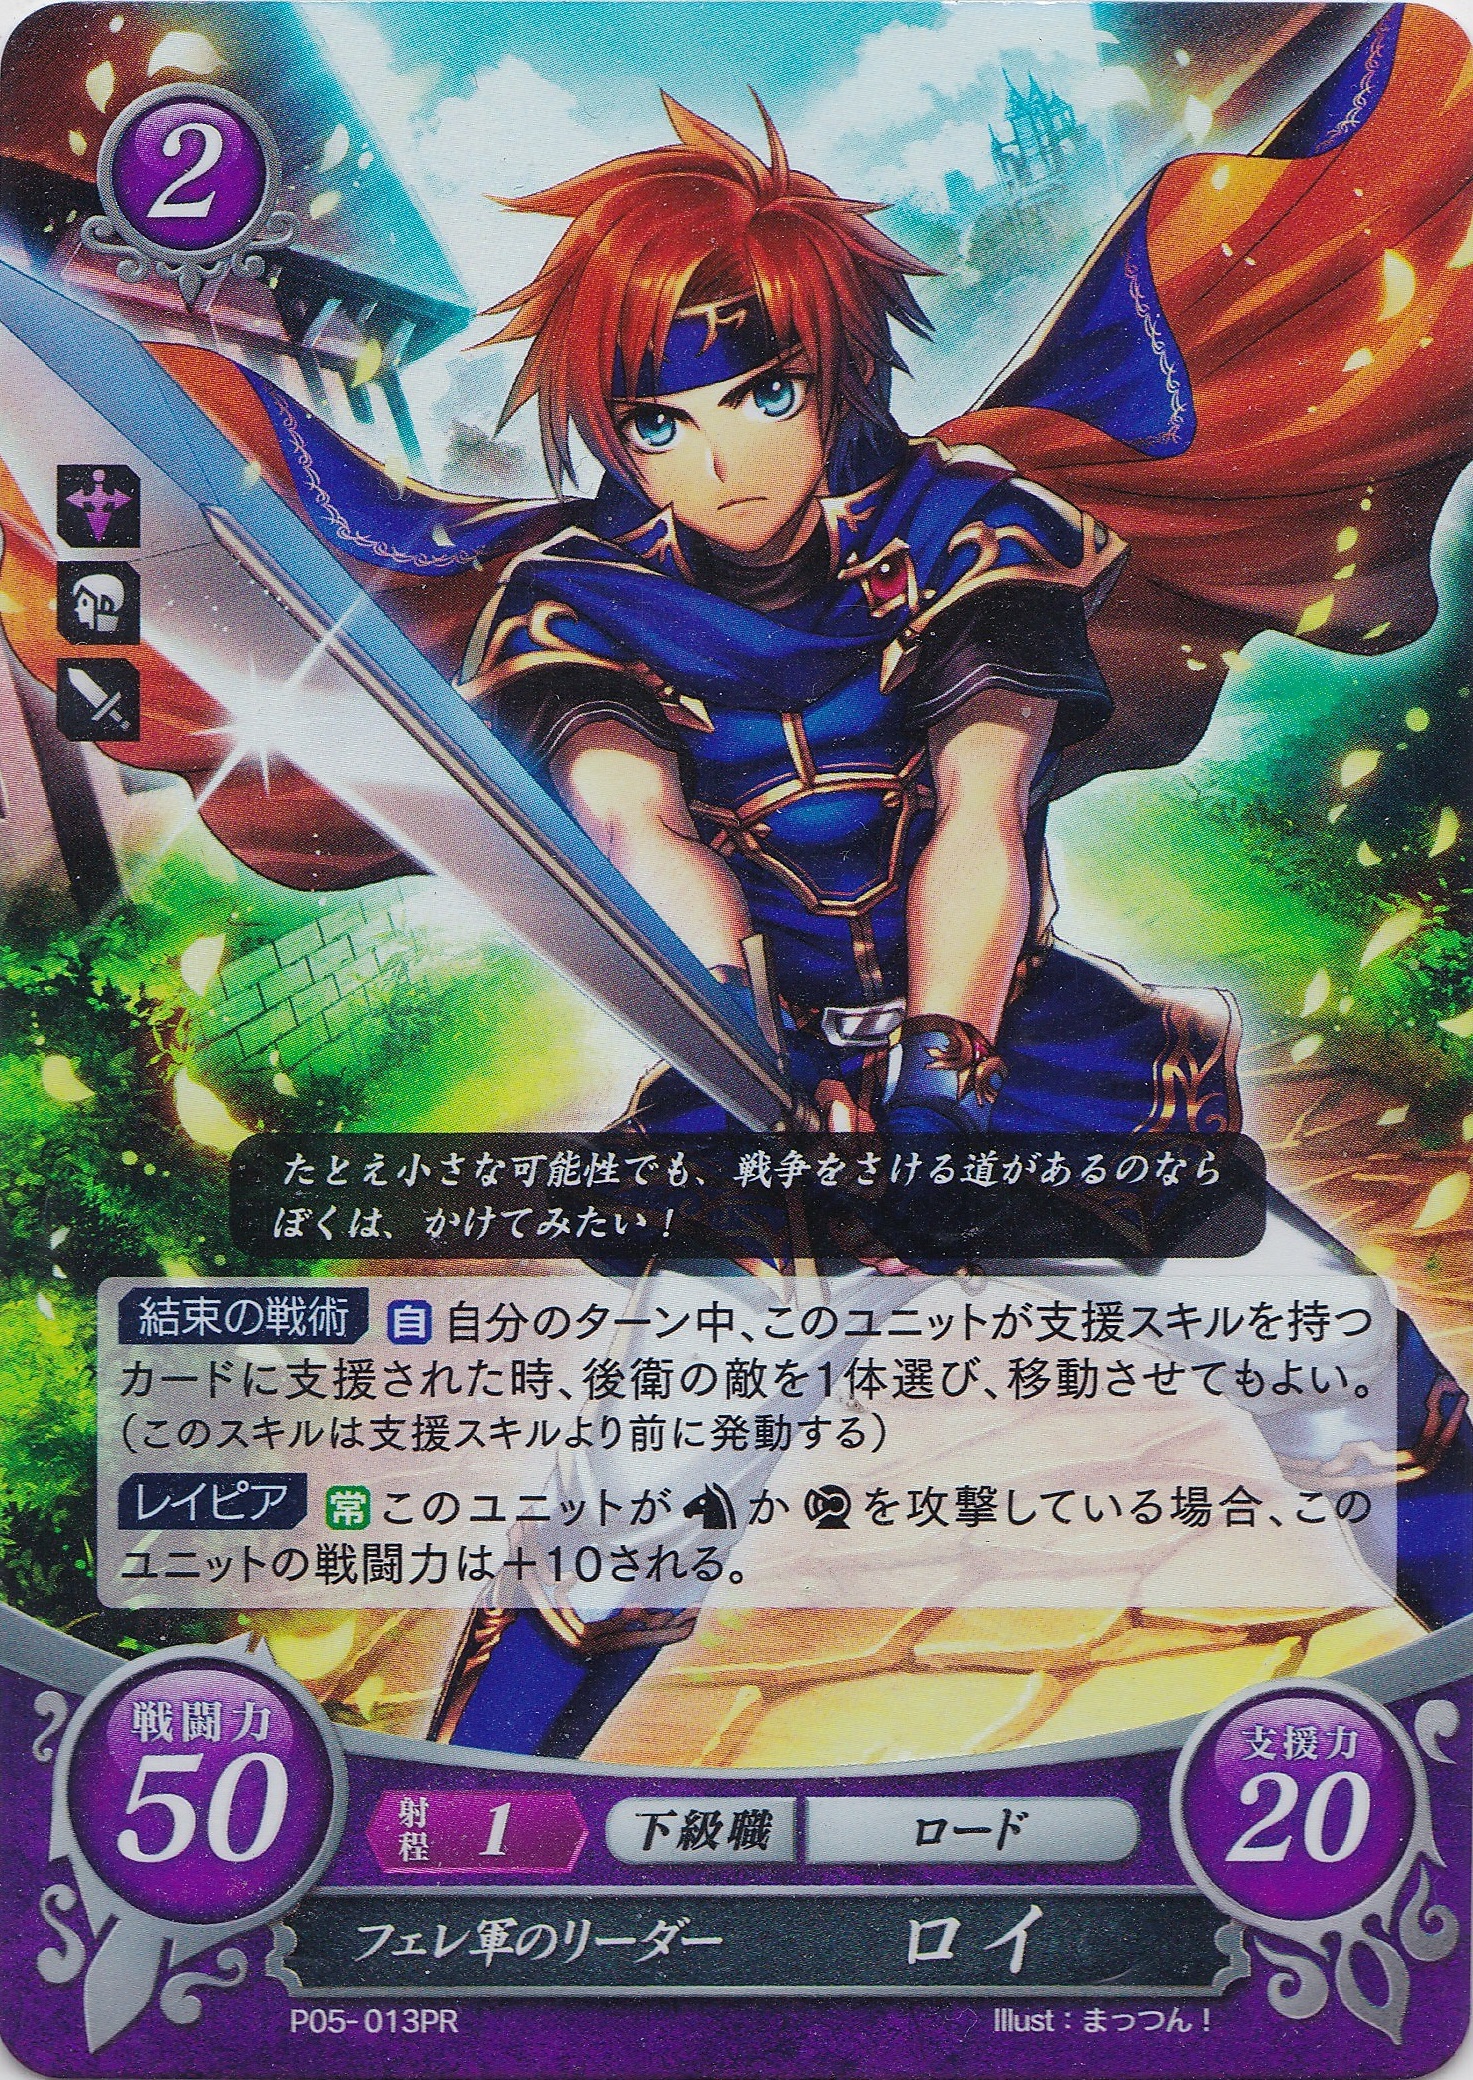 2
たとえ小さな可能性でも、戦争をさける道があるのなら
ぼくは、かけてみたい!
結束の戦術 自 自分のターン中、このユニットが支援スキルを持つ
カードに支援された時、後衛の敵を1体選び、移動させてもよい。
(このスキルは支援スキルより前に発動する)
レイピア 常 このユニットが か を攻撃している場合、この
ユニットの戦闘力は+10される。
戦闘力
50
射程 1
下級職 ロード
支援力
20
フェレ軍のリーダー ロイ
P05-013PR
Illust:まっつん!